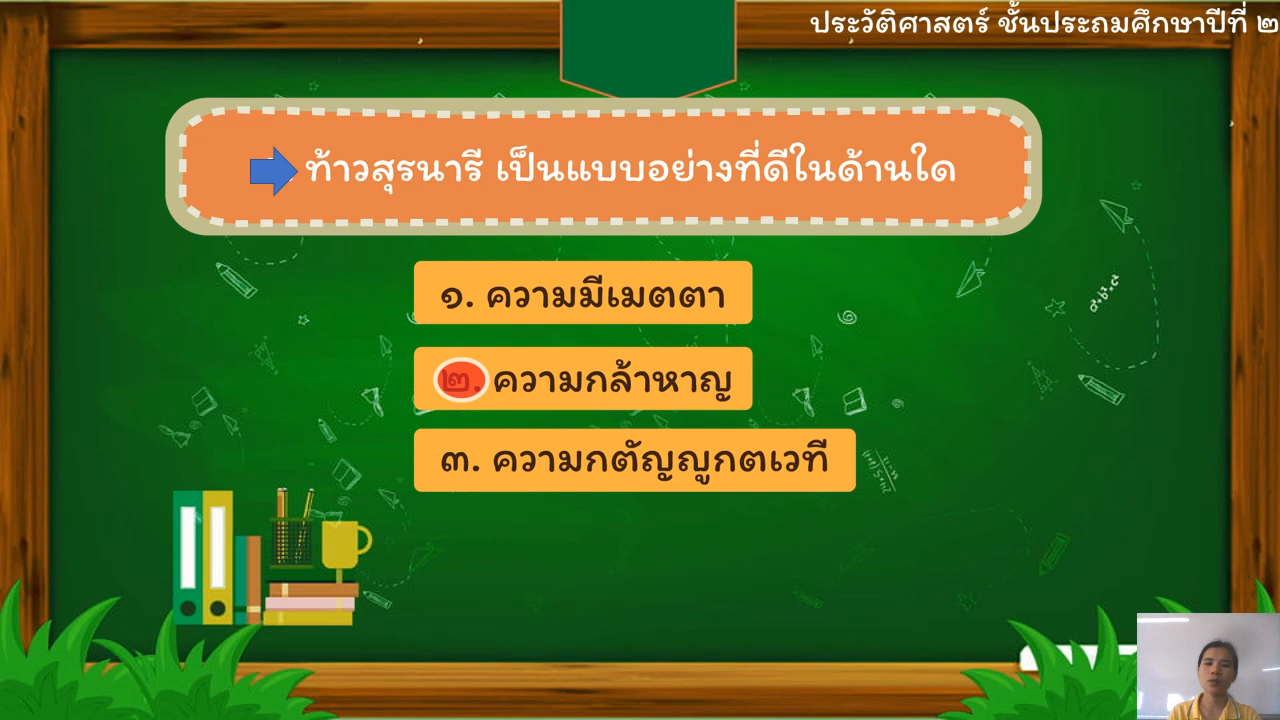 ประวัติศาสตร์ ชั้นประถมศึกษาปีที่ ๒
ท้าวสุรนารี เป็นแบบอย่างที่ดีในด้านใด
๑. ความมีเมตตา
๒. ความกล้าหาญ
๓. ความกตัญญูกตเวที